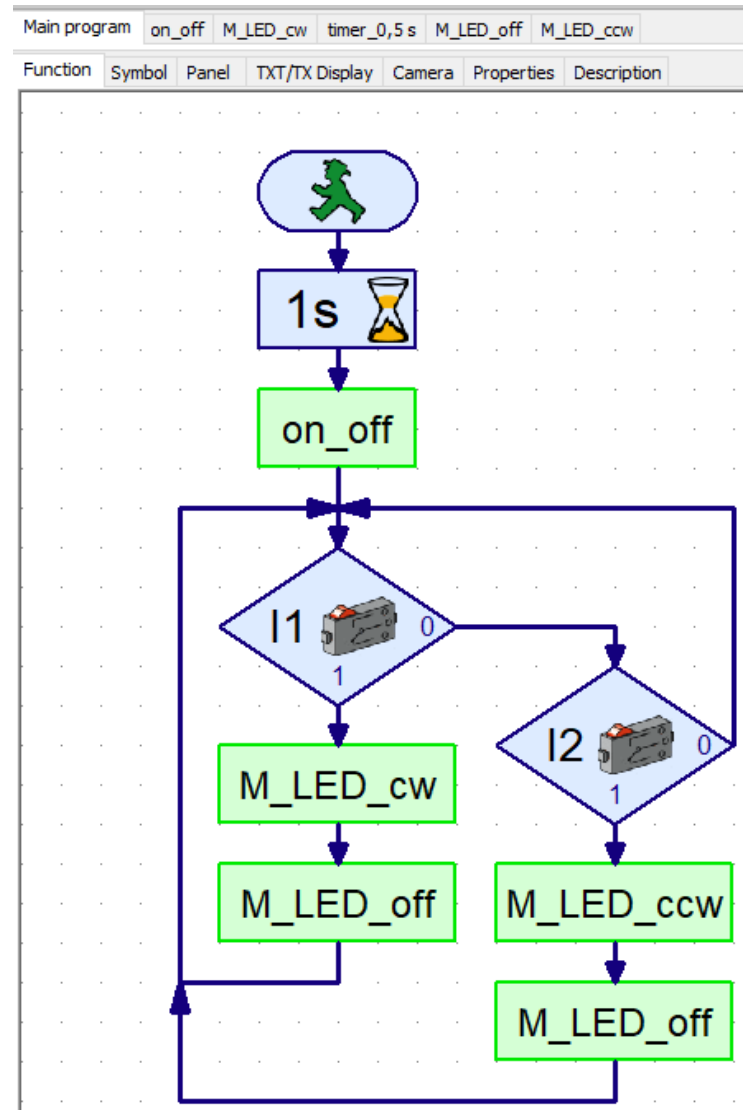 Main program on_off M_LED_cw timer_0,5 s M_LED_off M_LED_ccw
Function Symbol Panel TXT/TX Display Camera Properties Description
1s
on_off
I1 0
1
I2 0
1
M_LED_cw
M_LED_off
M_LED_ccw
M_LED_off